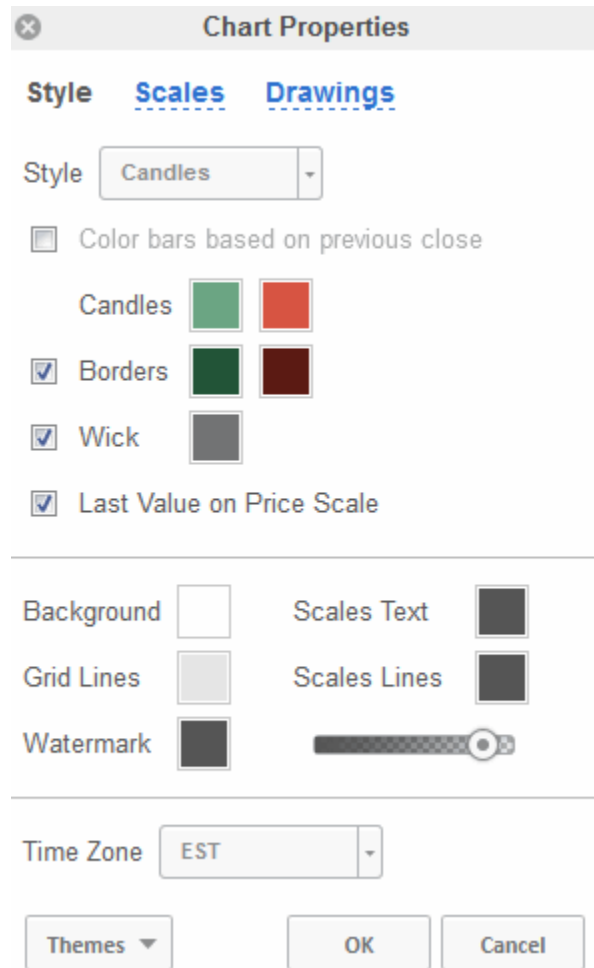 Chart Properties
Style Scales Drawings
Style Candles
Color bars based on previous close
Candles
Borders
Wick
Last Value on Price Scale
Background Scales Text
Grid Lines Scales Lines
Watermark
Time Zone EST
Themes OK Cancel